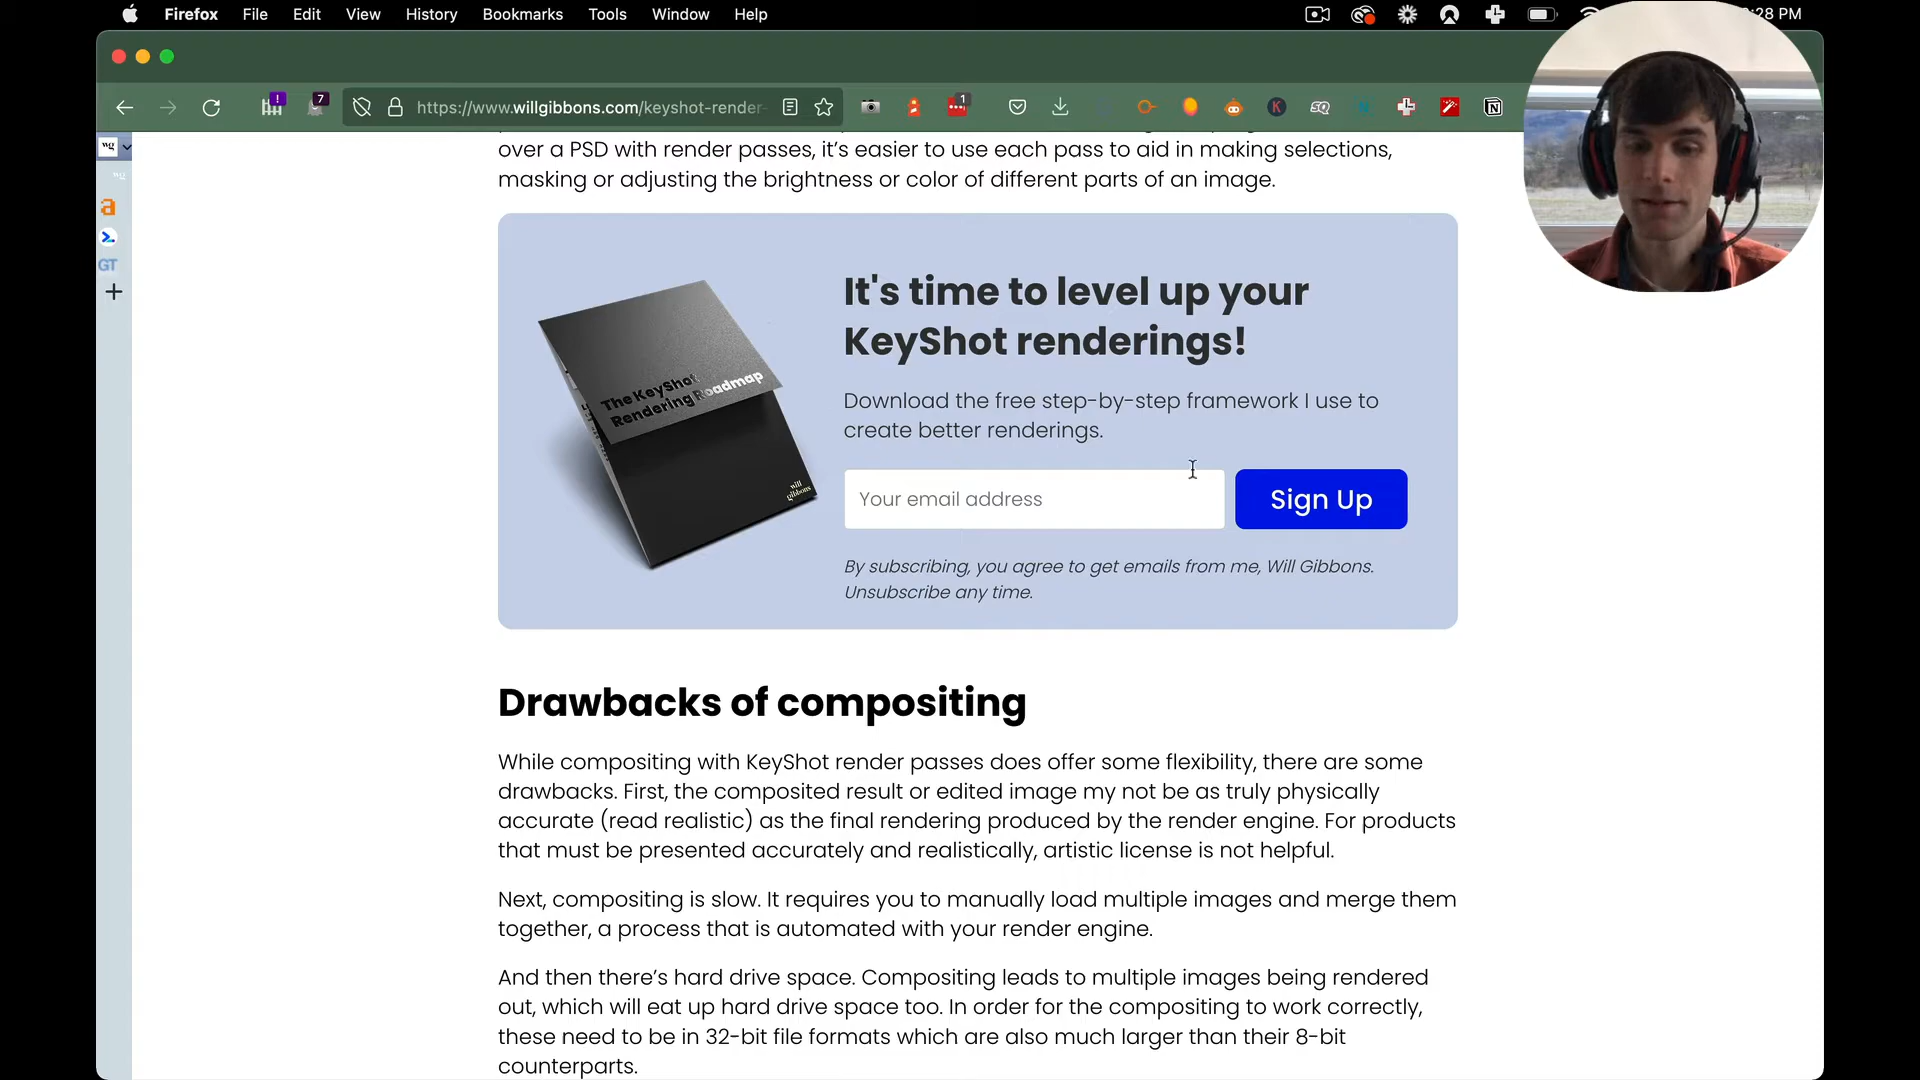 Firefox File Edit View History Bookmarks Tools Window Help
:28 PM
! 7 https://www.willgibbons.com/keyshot-render- 1
wg
GT
over a PSD with render passes, it's easier to use each pass to aid in making selections,
masking or adjusting the brightness or color of different parts of an image.
The KeyShot
Rendering Roadmap
will
gibbons
It's time to level up your
KeyShot renderings!
Download the free step-by-step framework I use to
create better renderings.
Your email address
Sign Up
By subscribing, you agree to get emails from me, Will Gibbons.
Unsubscribe any time.
Drawbacks of compositing
While compositing with KeyShot render passes does offer some flexibility, there are some
drawbacks. First, the composited result or edited image my not be as truly physically
accurate (read realistic) as the final rendering produced by the render engine. For products
that must be presented accurately and realistically, artistic license is not helpful.
Next, compositing is slow. It requires you to manually load multiple images and merge them
together, a process that is automated with your render engine.
And then there's hard drive space. Compositing leads to multiple images being rendered
out, which will eat up hard drive space too. In order for the compositing to work correctly,
these need to be in 32-bit file formats which are also much larger than their 8-bit
counterparts.